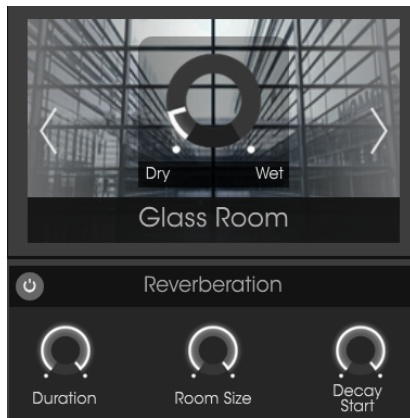 Dry Wet
Glass Room
Reverberation
Duration Room Size Decay
Start